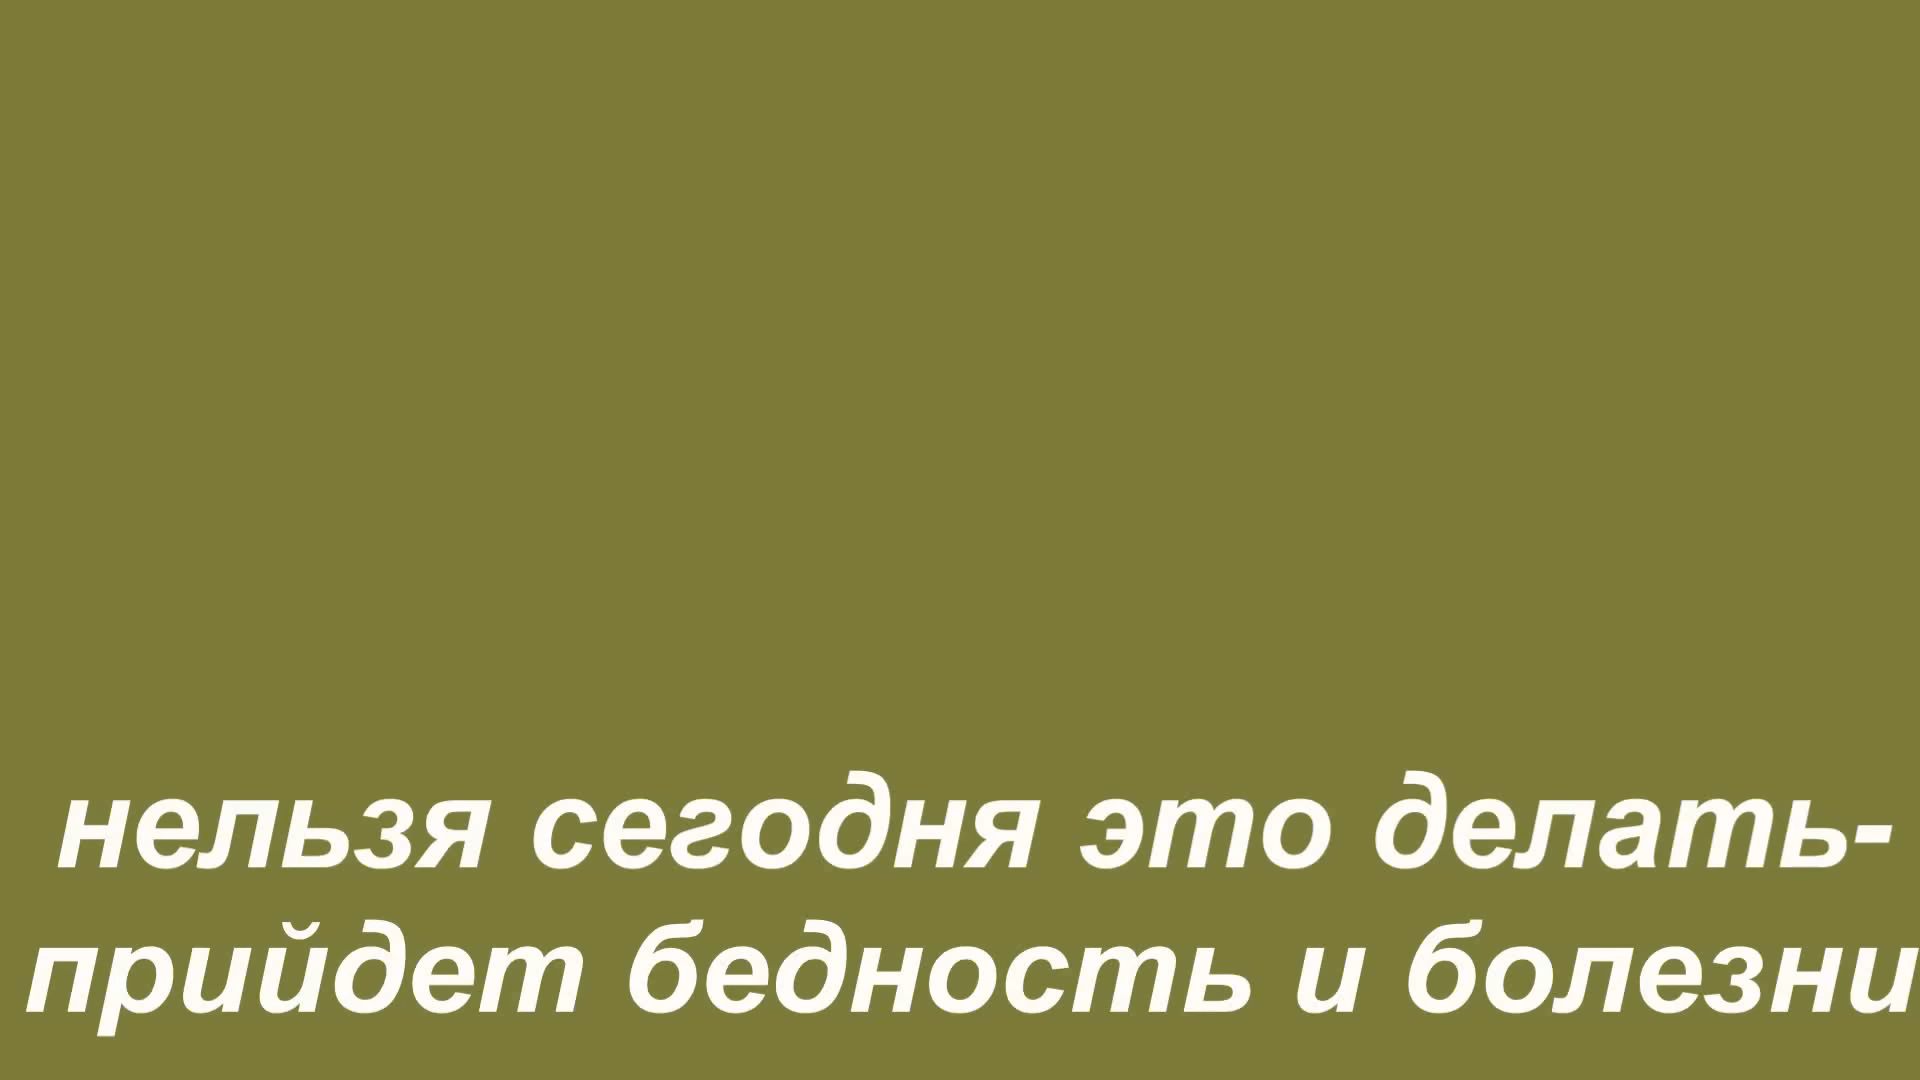 нельзя сегодня это делать-
прийдет бедность и болезни